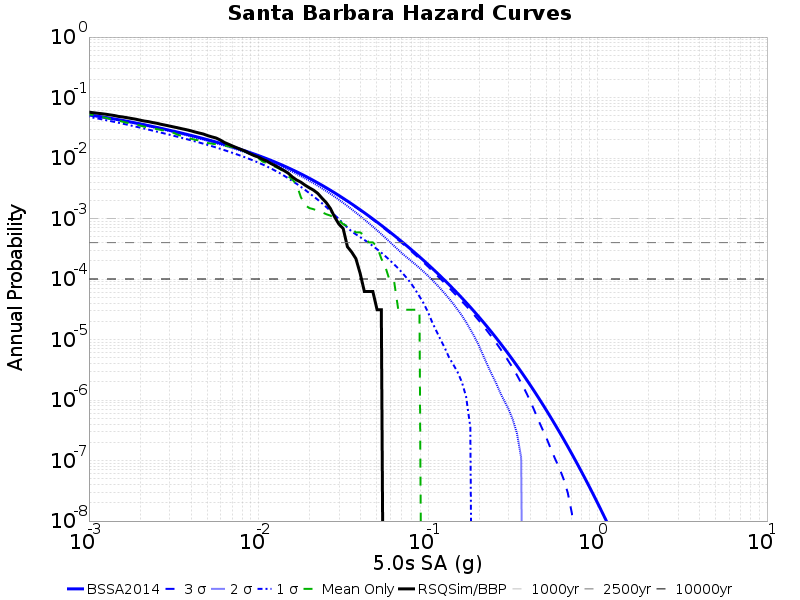 Santa Barbara Hazard Curves
10^0
10^-1
10^-2
10^-3
10^-4
10^-5
10^-6
10^-7
10^-8
Annual Probability
10^-3 10^-2 10^-1 10^0 10^1
5.0s SA (g)
BSSA2014 3 σ 2 σ 1 σ Mean Only RSQSim/BBP 1000yr 2500yr 10000yr